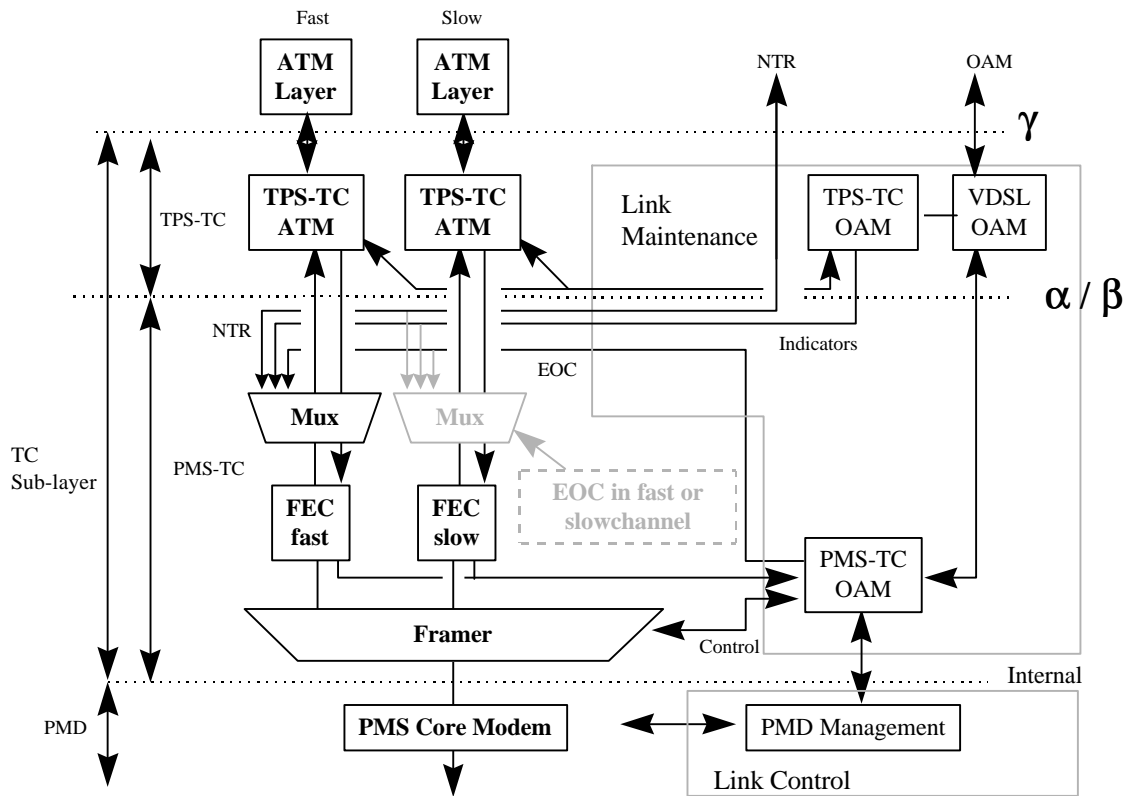 Fast
Slow
ATM
Layer
ATM
Layer
NTR
OAM
γ
TPS-TC
TPS-TC
ATM
TPS-TC
ATM
Link
Maintenance
TPS-TC
OAM
VDSL
OAM
α / β
NTR
Indicators
EOC
Mux
Mux
TC
Sub-layer
PMS-TC
FEC
fast
FEC
slow
EOC in fast or
slowchannel
PMS-TC
OAM
Framer
Control
Internal
PMD
PMS Core Modem
PMD Management
Link Control